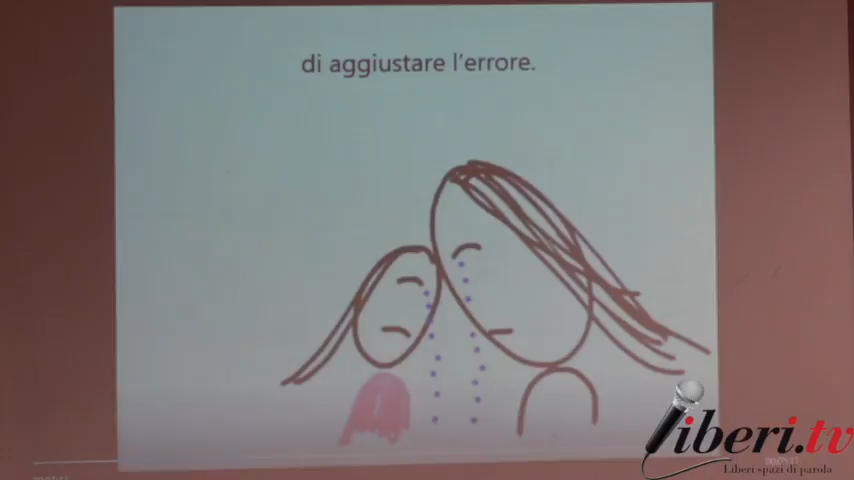 di aggiustare l'errore.
liberi.tv
Liberi spazi di parola